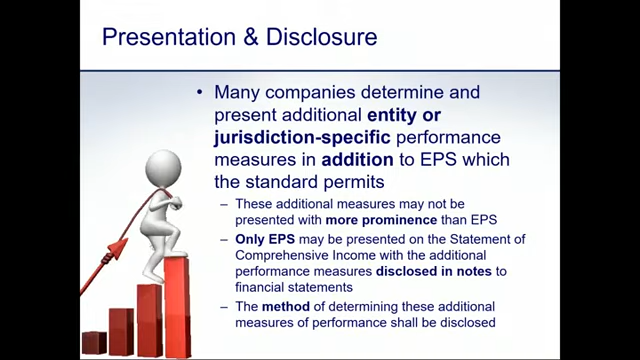 Presentation & Disclosure
• Many companies determine and
present additional entity or
jurisdiction-specific performance
measures in addition to EPS which
the standard permits
– These additional measures may not be
presented with more prominence than EPS
– Only EPS may be presented on the Statement of
Comprehensive Income with the additional
performance measures disclosed in notes to
financial statements
– The method of determining these additional
measures of performance shall be disclosed